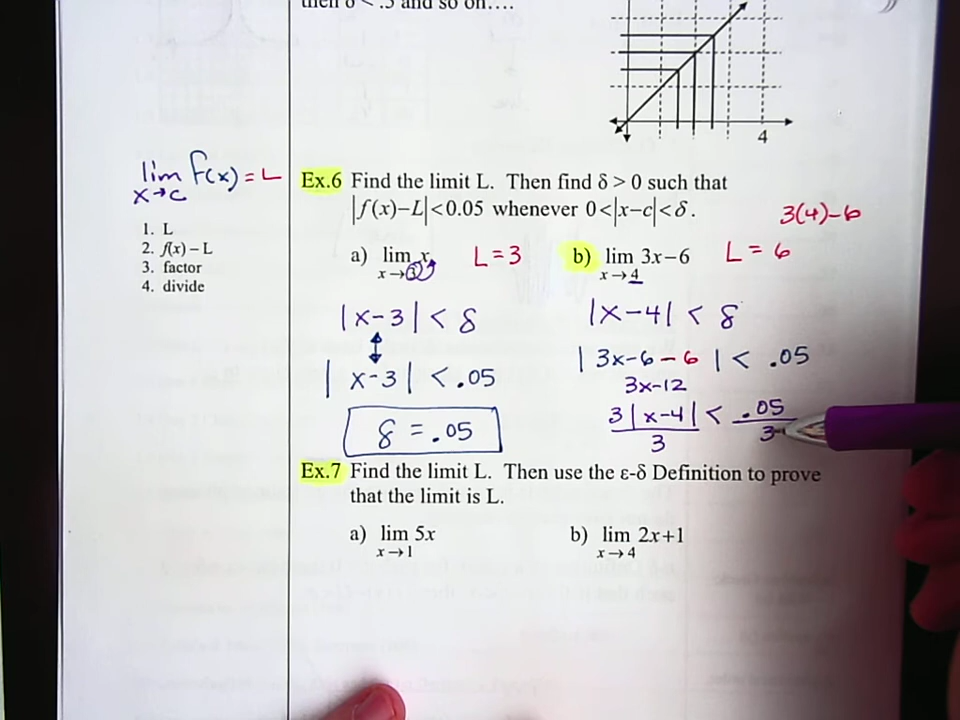 then δ < .5 and so on....
4
lim f(x) = L
x→c
1. L
2. f(x) – L
3. factor
4. divide
Ex.6 Find the limit L. Then find δ > 0 such that
|f(x)–L|<0.05 whenever 0<|x–c|<δ.
3(4)-6
a) lim x L=3
x→3
b) lim 3x−6 L = 6
x→4
|x-3| < δ
|x-3| < .05
δ = .05
|x-4| < δ
|3x-6-6| < .05
3x-12
3|x-4| < .05
3 3
Ex.7 Find the limit L. Then use the ε-δ Definition to prove
that the limit is L.
a) lim 5x
x→1
b) lim 2x+1
x→4